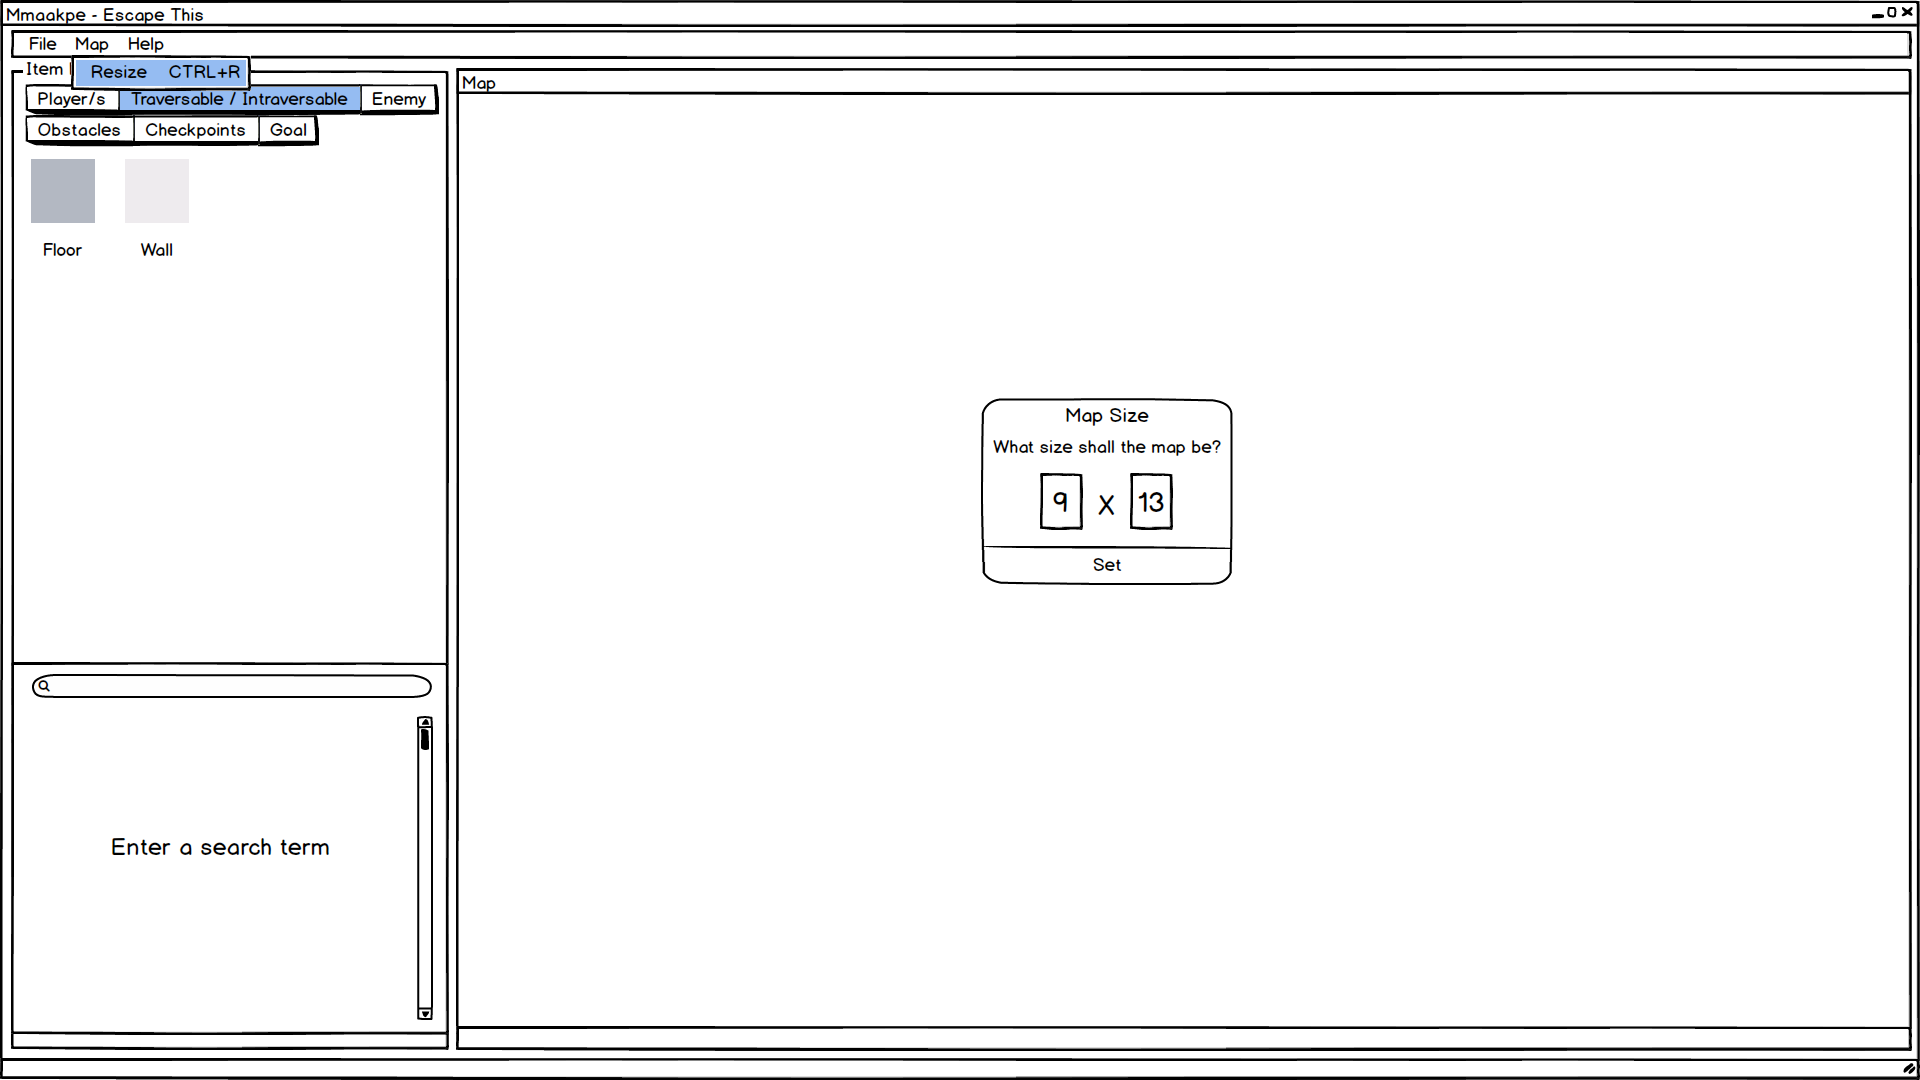 Mmaakpe - Escape This
File Map Help
Item
Resize CTRL+R
Player/s Traversable / Intraversable Enemy
Obstacles Checkpoints Goal
Floor Wall
Enter a search term
Map
Map Size
What size shall the map be?
9 X 13
Set